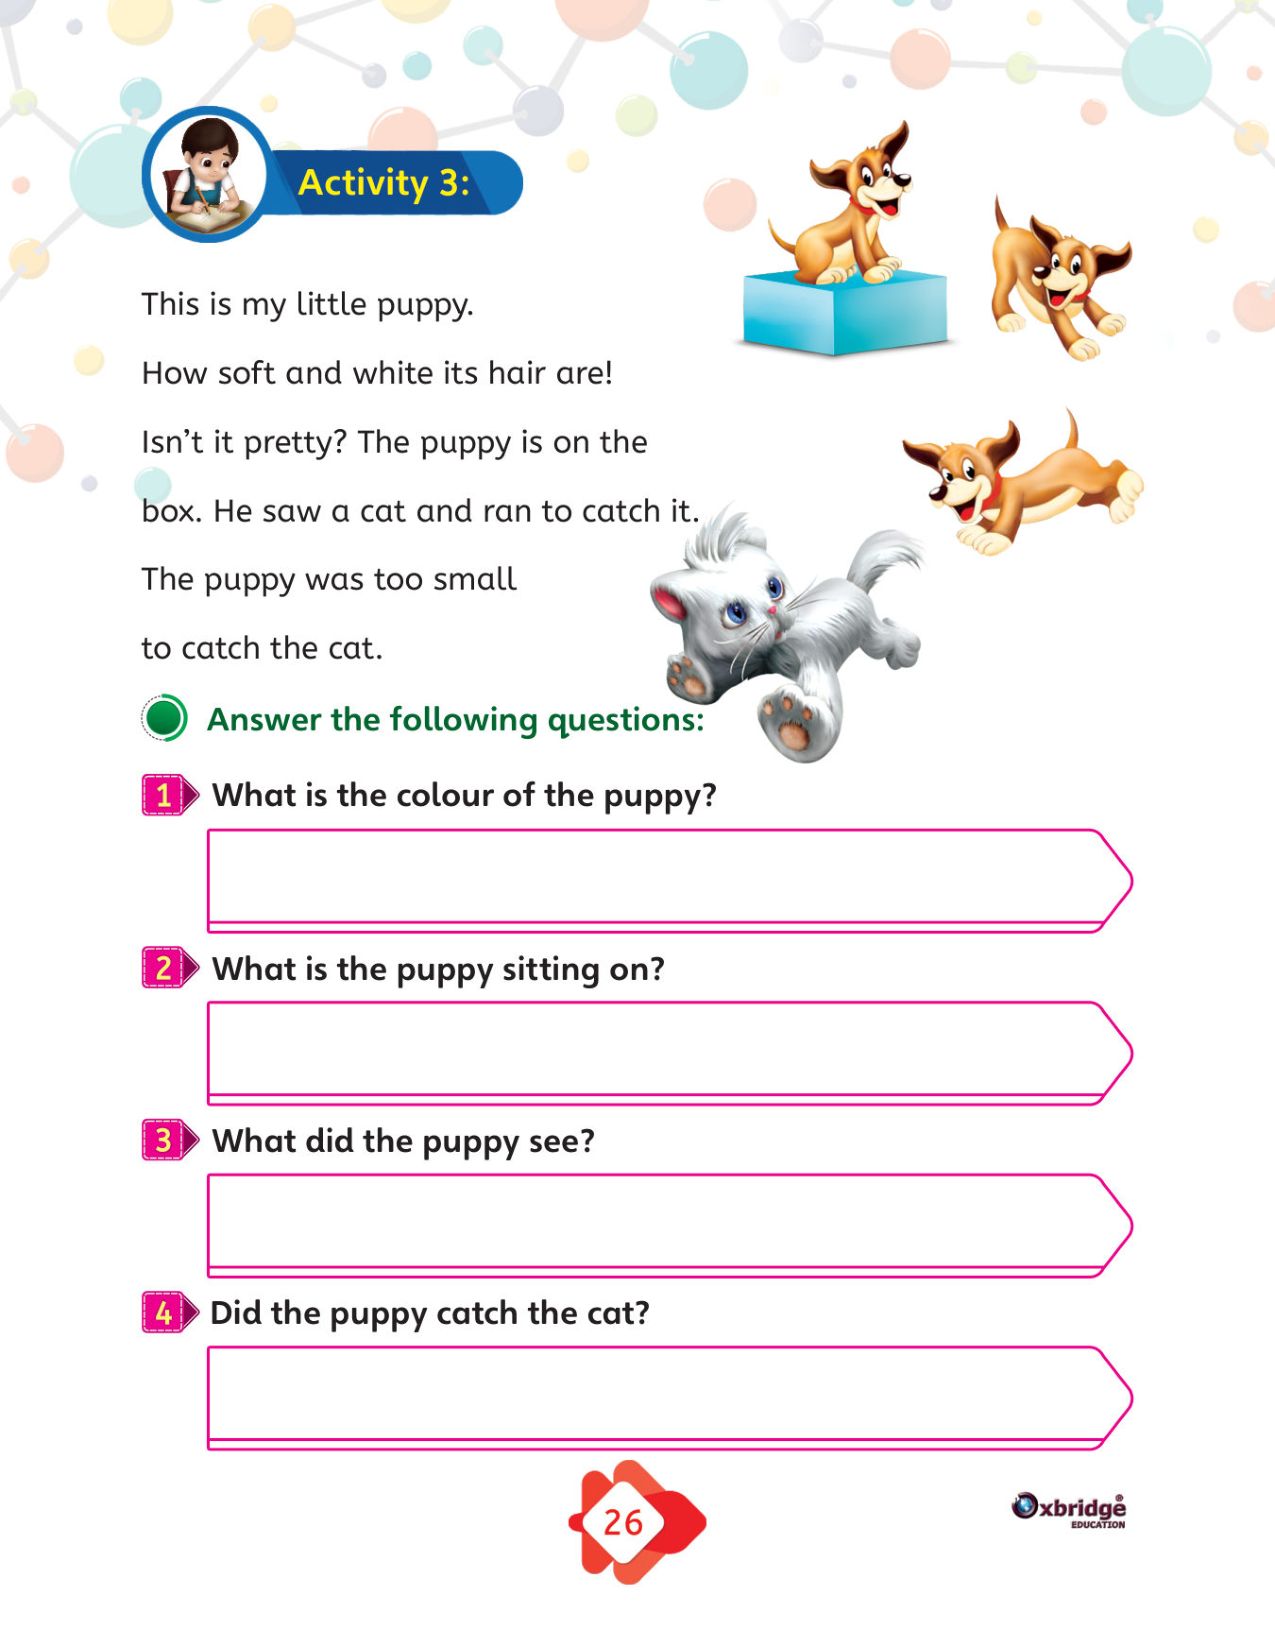 Activity 3:
This is my little puppy.
How soft and white its hair are!
Isn't it pretty? The puppy is on the
box. He saw a cat and ran to catch it.
The puppy was too small
to catch the cat.
Answer the following questions:
1 What is the colour of the puppy?
2 What is the puppy sitting on?
3 What did the puppy see?
4 Did the puppy catch the cat?
26
Oxbridge®
EDUCATION